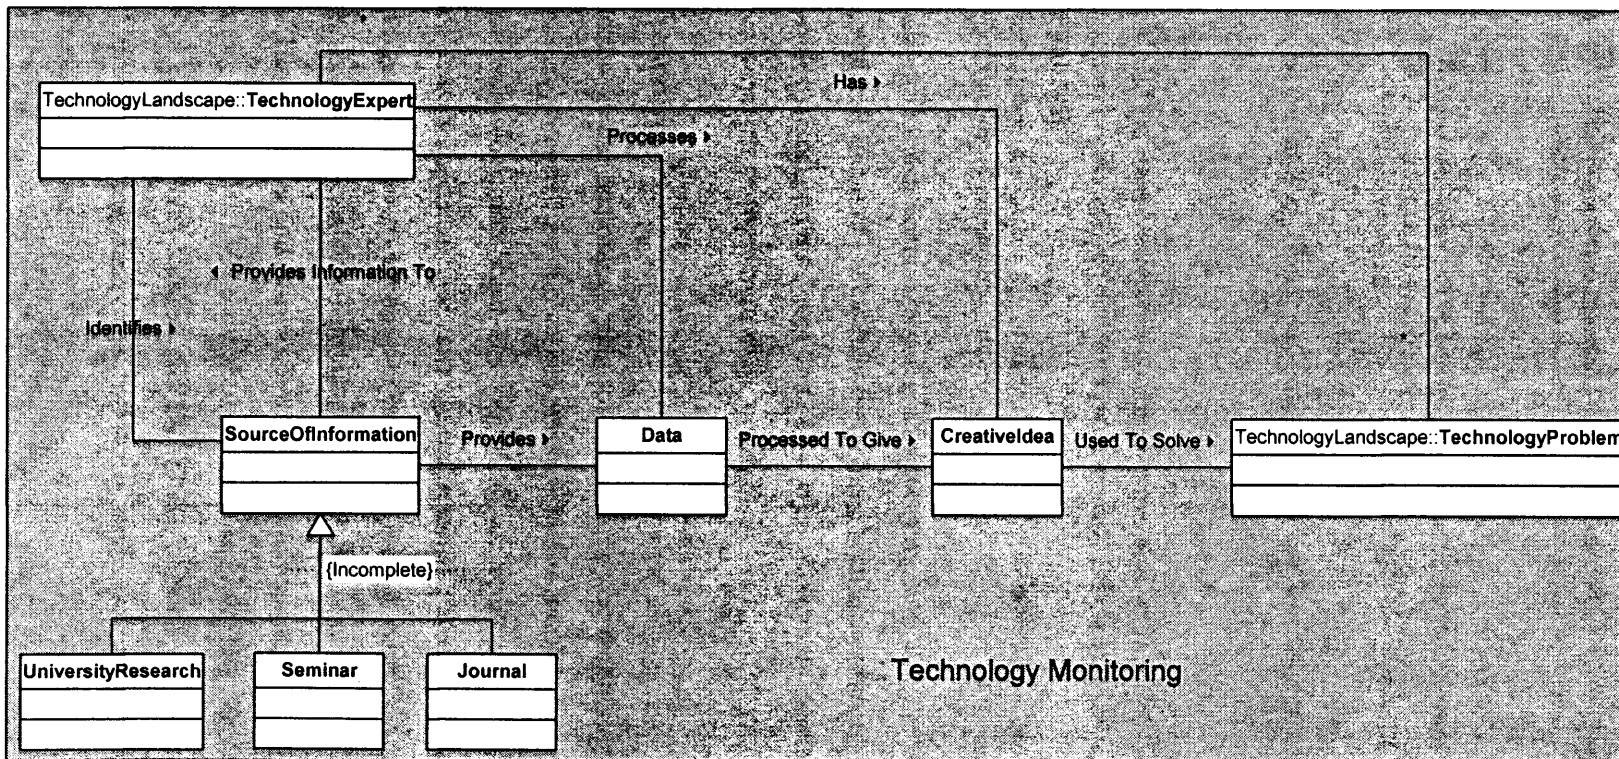 Has
TechnologyLandscape::TechnologyExpert
Processes
Provides Information To
Identifies
SourceOfInformation
Provides
Data
Processed To Give
CreativeIdea
Used To Solve
TechnologyLandscape::TechnologyProblem
{Incomplete}
UniversityResearch
Seminar
Journal
Technology Monitoring